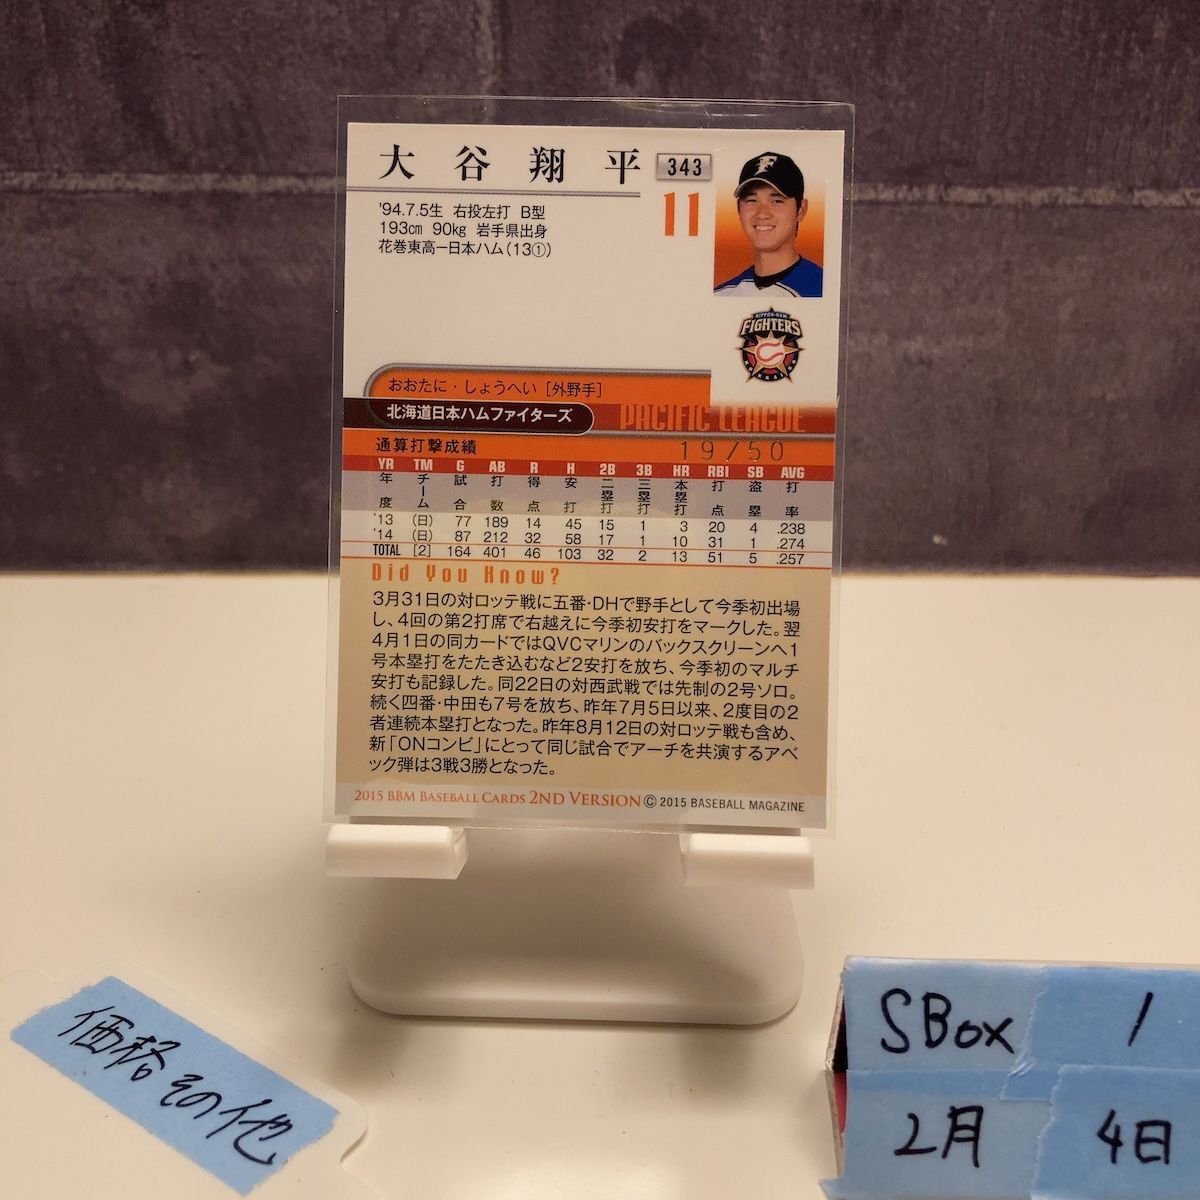 大谷翔平 343
'94.7.5生 右投左打 B型 11
193cm 90kg 岩手県出身
花巻東高ー日本ハム(13①)
F
NIPPON-HAM
FIGHTERS
HOKKAIDO
おおたに・しょうへい [外野手]
北海道日本ハムファイターズ PACIFIC LEAGUE
通算打撃成績 19/50
YR TM G AB R H 2B 3B HR RBI SB AVG
年度 チーム 試合 打数 得点 安打 二塁打 三塁打 本塁打 打点 盗塁 打率
'13 (日) 77 189 14 45 15 1 3 20 4 .238
'14 (日) 87 212 32 58 17 1 10 31 1 .274
TOTAL [2] 164 401 46 103 32 2 13 51 5 .257
Did You Know?
3月31日の対ロッテ戦に五番・DHで野手として今季初出場
し、4回の第2打席で右越えに今季初安打をマークした。翌
4月1日の同カードではQVCマリンのバックスクリーンへ1
号本塁打をたたき込むなど2安打を放ち、今季初のマルチ
安打も記録した。同22日の対西武戦では先制の2号ソロ。
続く四番・中田も7号を放ち、昨年7月5日以来、2度目の2
者連続本塁打となった。昨年8月12日の対ロッテ戦も含め、
新「ONコンビ」にとって同じ試合でアーチを共演するアベ
ック弾は3戦3勝となった。
2015 BBM BASEBALL CARDS 2ND VERSION © 2015 BASEBALL MAGAZINE
価格その他
SBox 1
2月 4日